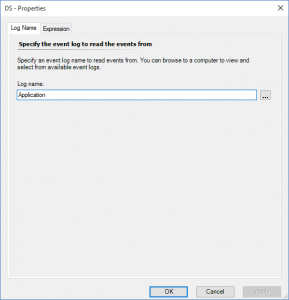 DS - Properties
Log Name
Expression
Specify the event log to read the events from
Specify an event log name to read events from. You can browse to a computer to view and
select from available event logs.
Log name:
Application
...
OK
Cancel
Apply